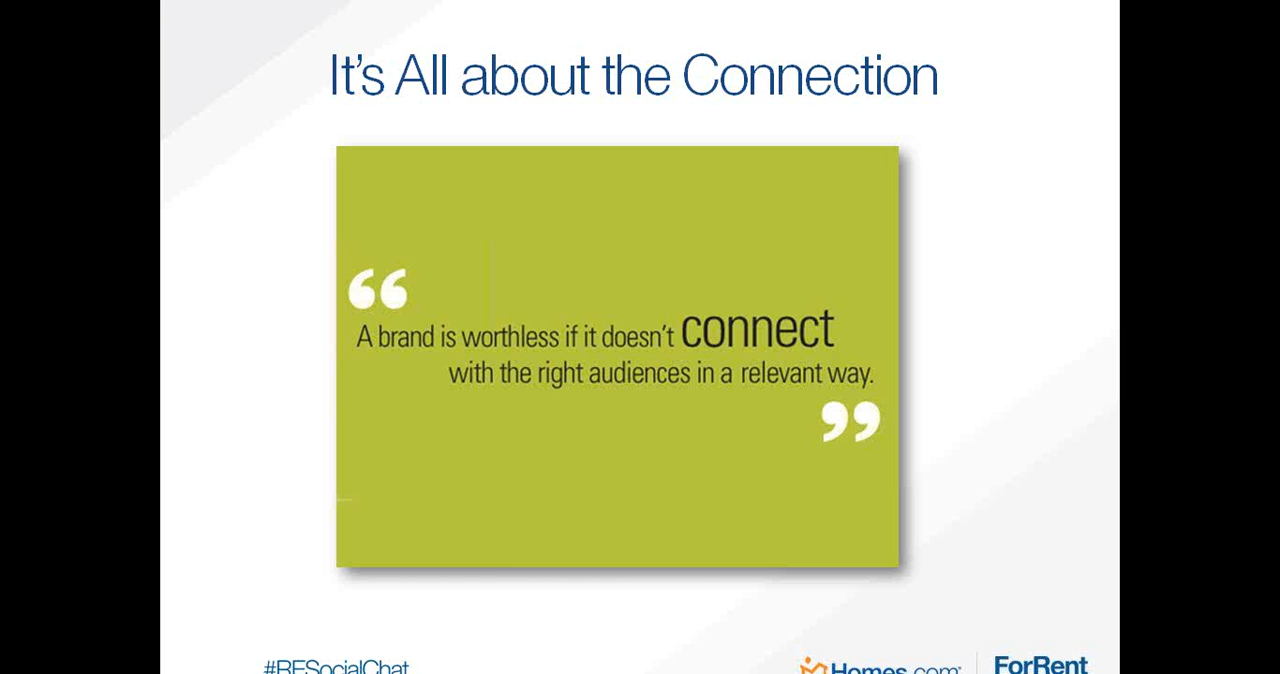 It's All about the Connection
“
A brand is worthless if it doesn't connect
with the right audiences in a relevant way.
”
#RESocialChat
Homes.com
ForRent